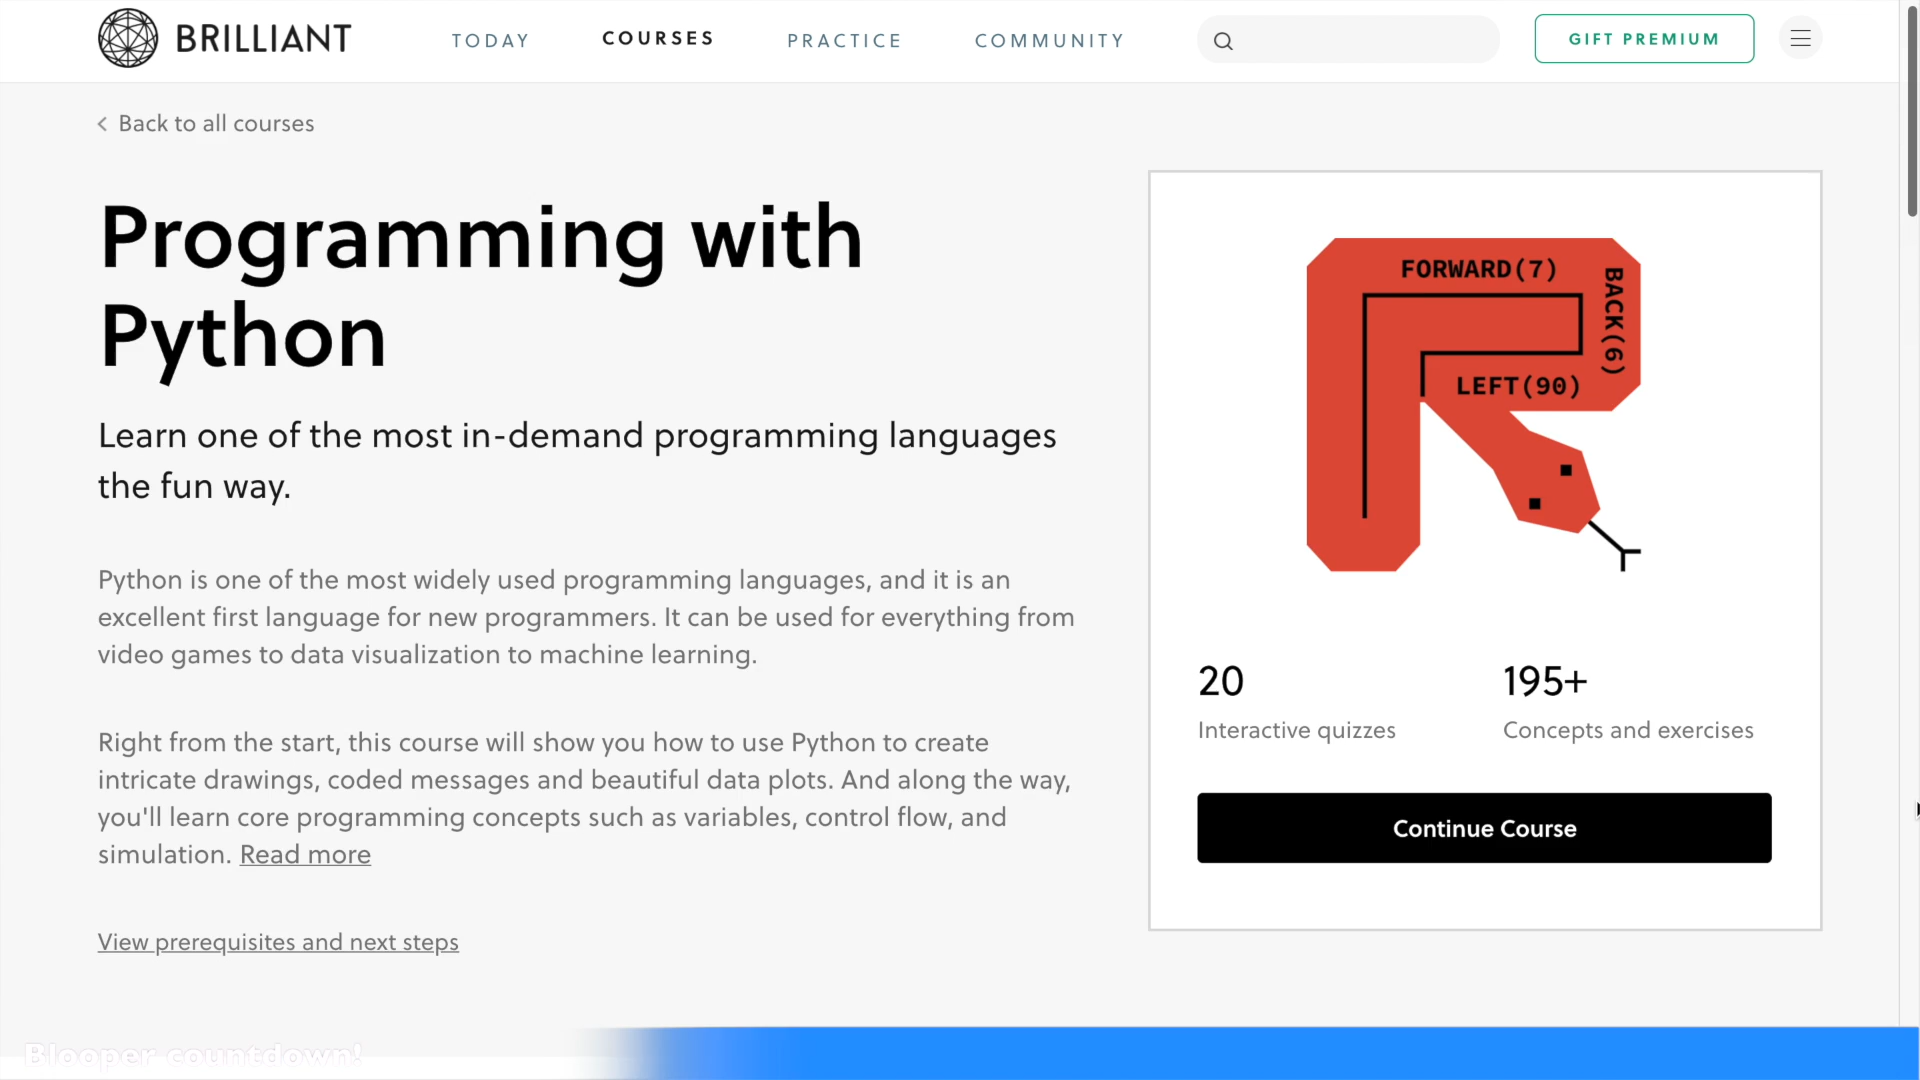 BRILLIANT
TODAY
COURSES
PRACTICE
COMMUNITY
GIFT PREMIUM
Back to all courses
Programming with
Python
Learn one of the most in-demand programming languages
the fun way.
Python is one of the most widely used programming languages, and it is an
excellent first language for new programmers. It can be used for everything from
video games to data visualization to machine learning.
Right from the start, this course will show you how to use Python to create
intricate drawings, coded messages and beautiful data plots. And along the way,
you'll learn core programming concepts such as variables, control flow, and
simulation. Read more
View prerequisites and next steps
FORWARD(7)
BACK(6)
LEFT(90)
20
Interactive quizzes
195+
Concepts and exercises
Continue Course
Blooper countdown!